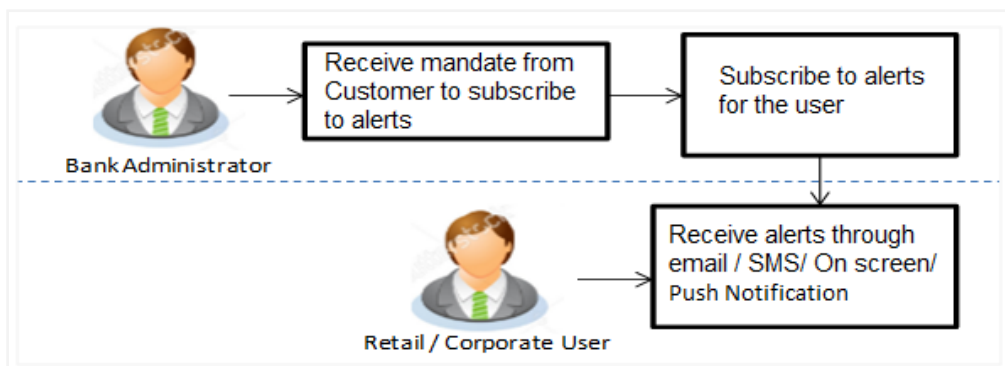 Receive mandate from
Customer to subscribe
to alerts
Subscribe to alerts
for the user
Bank Administrator
Receive alerts through
email / SMS/ On screen/
Push Notification
Retail / Corporate User